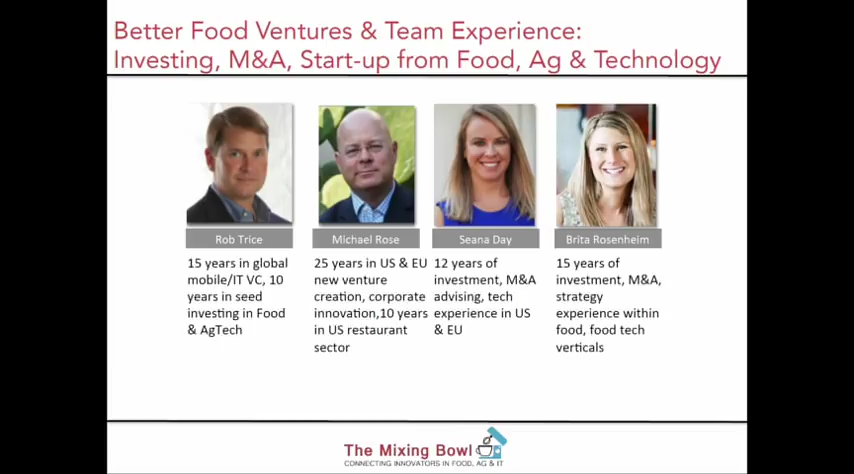 Better Food Ventures & Team Experience:
Investing, M&A, Start-up from Food, Ag & Technology
Rob Trice
15 years in global
mobile/IT VC, 10
years in seed
investing in Food
& AgTech
Michael Rose
25 years in US & EU
new venture
creation, corporate
innovation,10 years
in US restaurant
sector
Seana Day
12 years of
investment, M&A
advising, tech
experience in US
& EU
Brita Rosenheim
15 years of
investment, M&A,
strategy
experience within
food, food tech
verticals
The Mixing Bowl
CONNECTING INNOVATORS IN FOOD, AG & IT